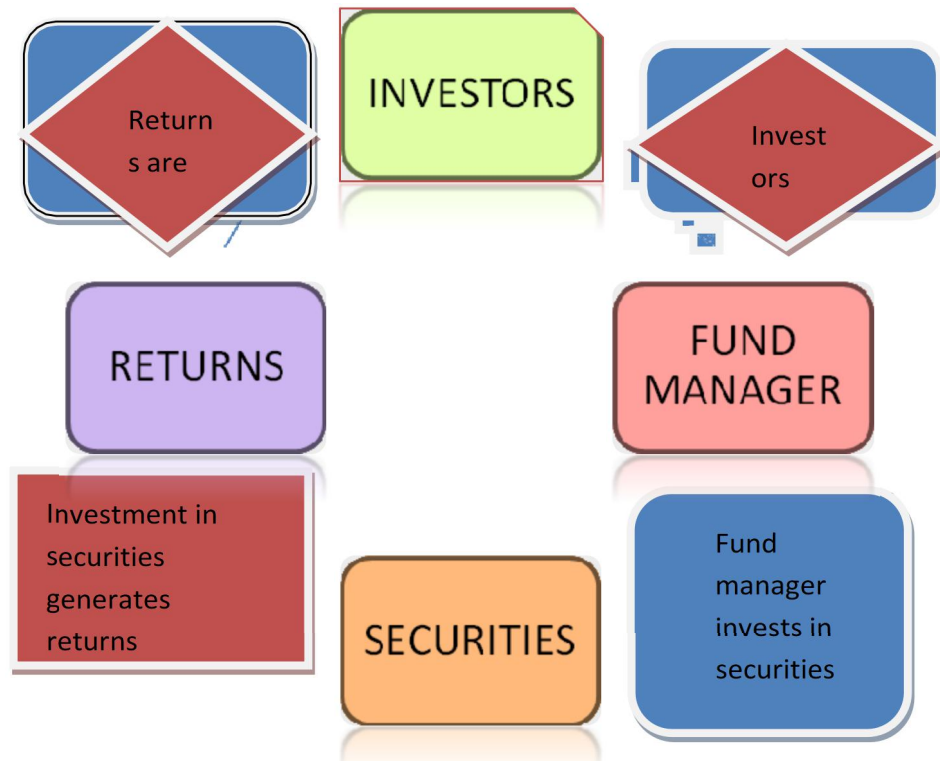 Return
s are
INVESTORS
Invest
ors
RETURNS
FUND
MANAGER
Investment in
securities
generates
returns
SECURITIES
Fund
manager
invests in
securities